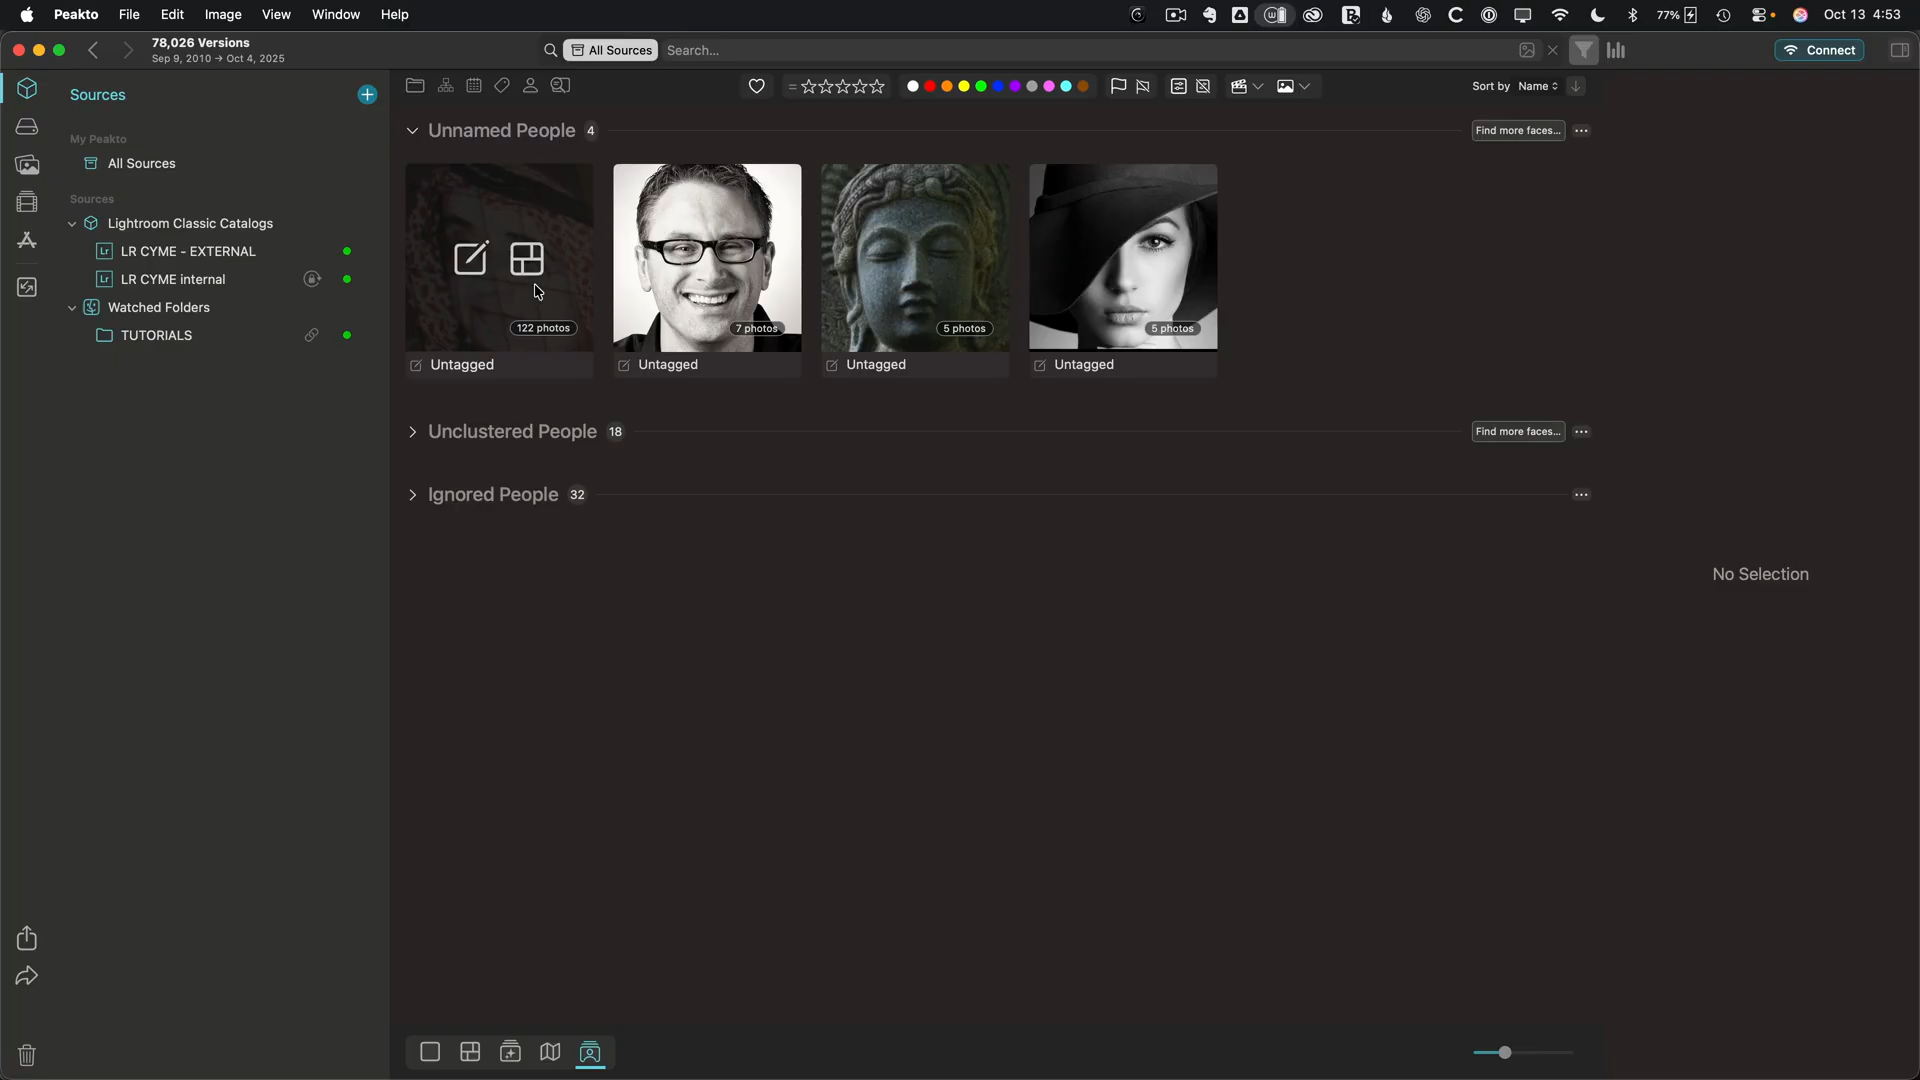 Peakto File Edit Image View Window Help
77% Oct 13 4:53
78,026 Versions
Sep 9, 2010 → Oct 4, 2025
All Sources Search...
Connect
Sources
My Peakto
All Sources
Sources
Lightroom Classic Catalogs
Lr LR CYME - EXTERNAL
Lr LR CYME internal
Watched Folders
TUTORIALS
Sort by Name
Unnamed People 4
Find more faces...
122 photos
7 photos
5 photos
5 photos
Untagged
Untagged
Untagged
Untagged
Unclustered People 18
Find more faces...
Ignored People 32
No Selection